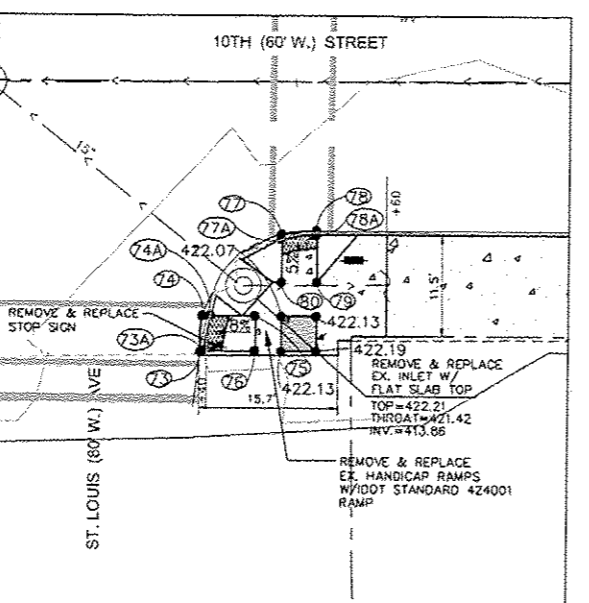 10TH (60' W.) STREET
15"
77
78
77A
78A
+60
74A
422.07
74
5%
11.5'
REMOVE & REPLACE
STOP SIGN
80
79
8%
422.13
73A
422.19
73
76
75
422.13
15.7'
+40
REMOVE & REPLACE
EX. INLET W/
FLAT SLAB TOP
TOP=422.21
THROAT=421.42
INV.=413.86
REMOVE & REPLACE
EX. HANDICAP RAMPS
W/IDOT STANDARD 424001
RAMP
ST. LOUIS (80' W.) AVE